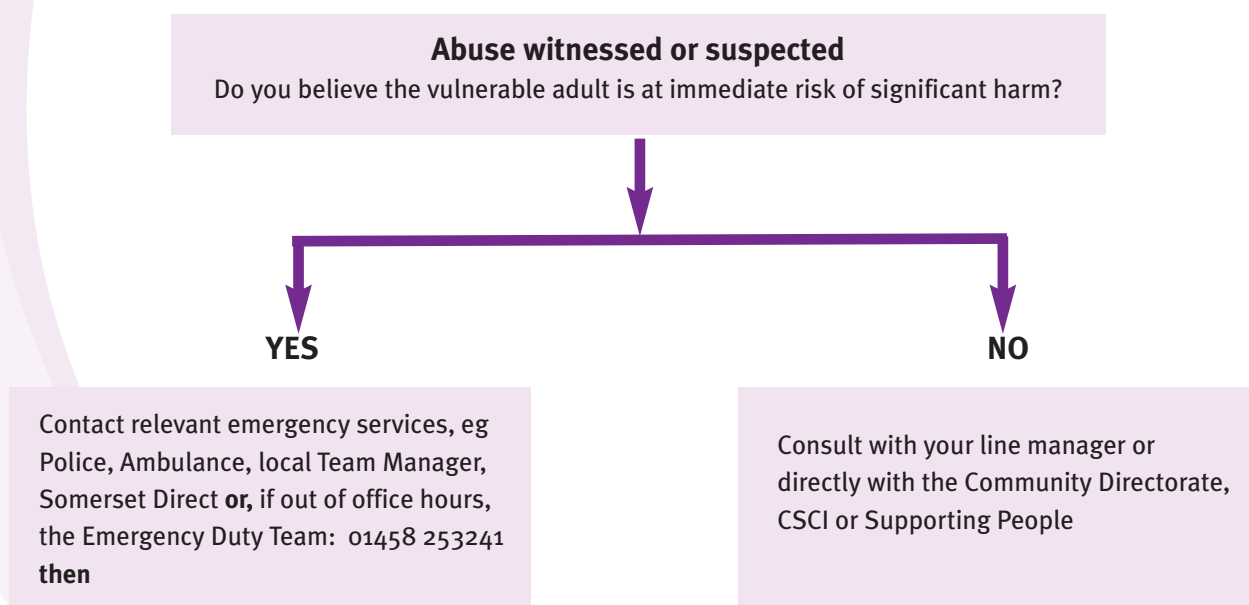 Abuse witnessed or suspected
Do you believe the vulnerable adult is at immediate risk of significant harm?
YES
NO
Contact relevant emergency services, eg
Police, Ambulance, local Team Manager,
Somerset Direct or, if out of office hours,
the Emergency Duty Team: 01458 253241
then
Consult with your line manager or
directly with the Community Directorate,
CSCI or Supporting People